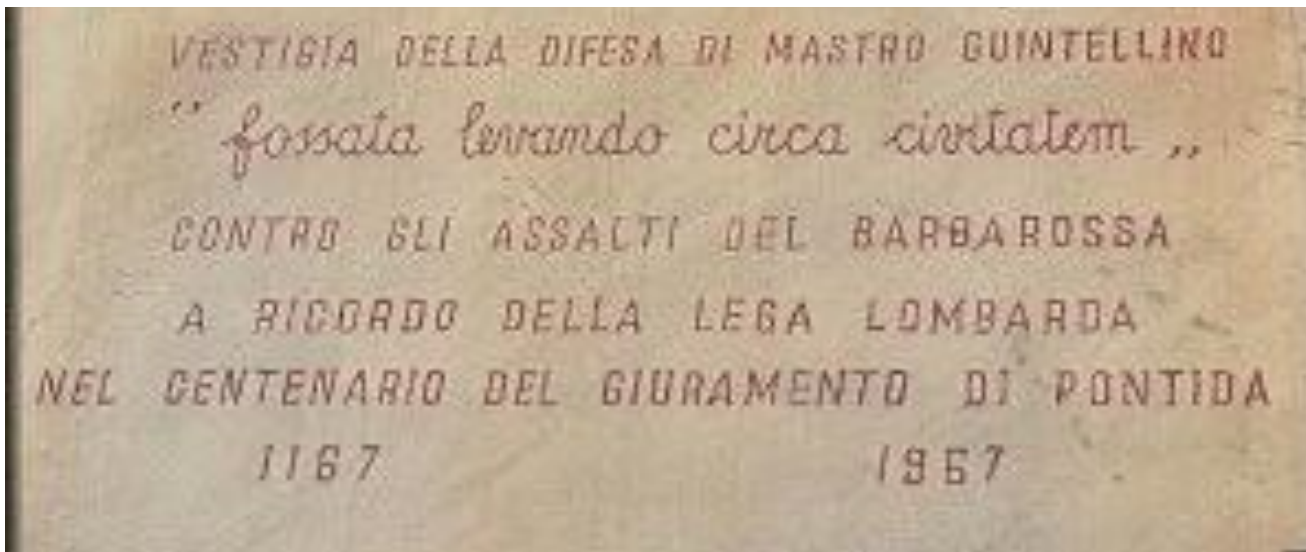 VESTIGIA DELLA DIFESA DI MASTRO GUINTELLINO
" fossata levando circa civitatem „
CONTRO GLI ASSALTI DEL BARBAROSSA
A RICORDO DELLA LEGA LOMBARDA
NEL CENTENARIO DEL GIURAMENTO DI PONTIDA
1167 1967